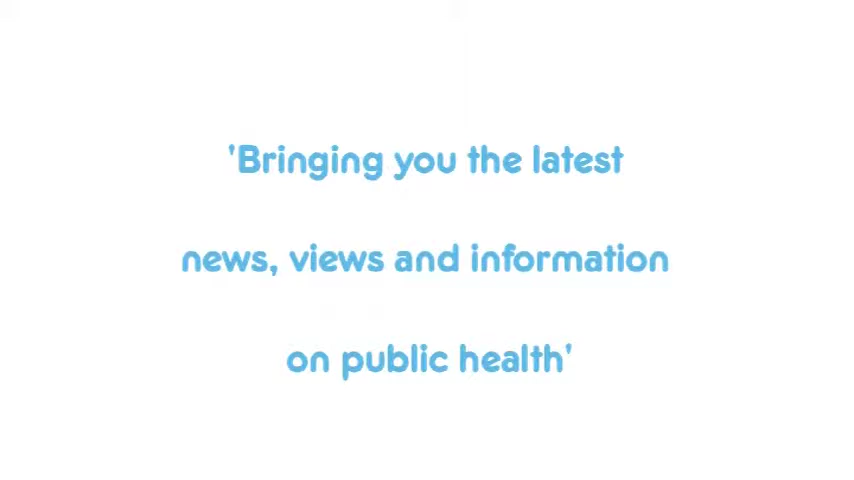 'Bringing you the latest
news, views and information
on public health'